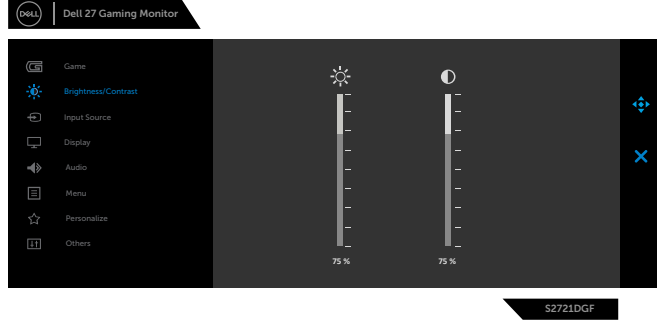 DELL
Dell 27 Gaming Monitor
Game
Brightness/Contrast
Input Source
Display
Audio
Menu
Personalize
Others
75 %
75 %
S2721DGF